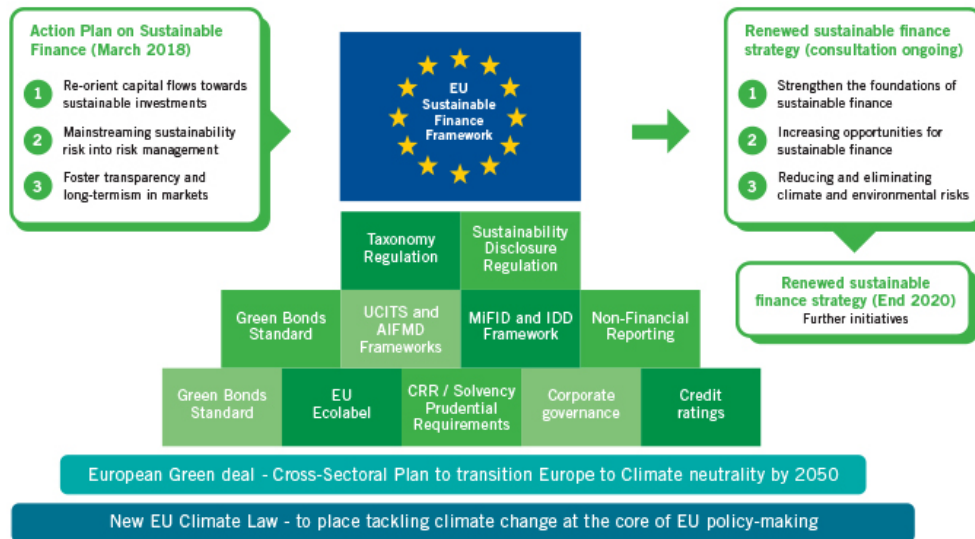 Action Plan on Sustainable
Finance (March 2018)
1
Re-orient capital flows towards
sustainable investments
2
Mainstreaming sustainability
risk into risk management
3
Foster transparency and
long-termism in markets
EU
Sustainable
Finance
Framework
Renewed sustainable finance
strategy (consultation ongoing)
1
Strengthen the foundations of
sustainable finance
2
Increasing opportunities for
sustainable finance
3
Reducing and eliminating
climate and environmental risks
Renewed sustainable
finance strategy (End 2020)
Further initiatives
Taxonomy
Regulation
Sustainability
Disclosure
Regulation
Green Bonds
Standard
UCITS and
AIFMD
Frameworks
MiFID and IDD
Framework
Non-Financial
Reporting
Green Bonds
Standard
EU
Ecolabel
CRR / Solvency
Prudential
Requirements
Corporate
governance
Credit
ratings
European Green deal - Cross-Sectoral Plan to transition Europe to Climate neutrality by 2050
New EU Climate Law - to place tackling climate change at the core of EU policy-making